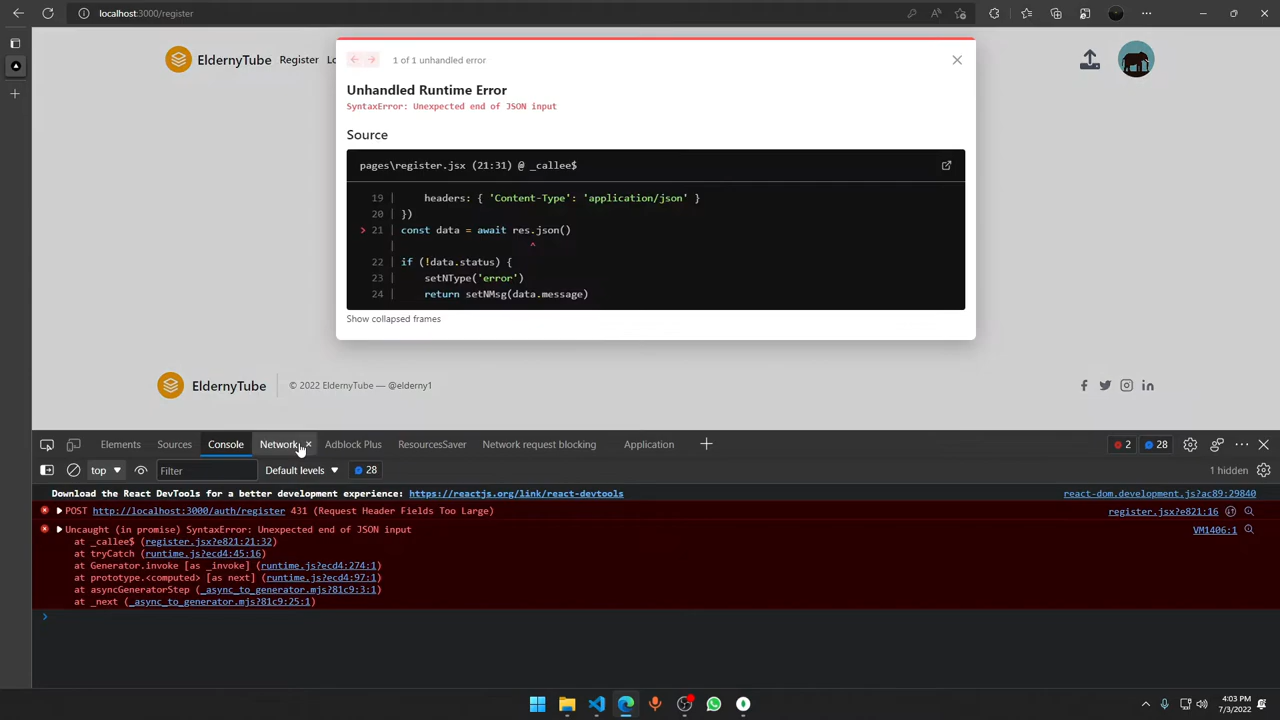 localhost:3000/register
EldernyTube
Register
Lo
1 of 1 unhandled error
Unhandled Runtime Error
SyntaxError: Unexpected end of JSON input
Source
pages\register.jsx (21:31) @ _callee$
19 | headers: { 'Content-Type': 'application/json' }
20 | })
> 21 | const data = await res.json()
| ^
22 | if (!data.status) {
23 | setNType('error')
24 | return setNMsg(data.message)
Show collapsed frames
EldernyTube
© 2022 EldernyTube — @elderny1
Elements Sources Console Network × Adblock Plus ResourcesSaver Network request blocking Application
2 28
top Filter Default levels 28 1 hidden
Download the React DevTools for a better development experience: https://reactjs.org/link/react-devtools react-dom.development.js?ac89:29840
POST http://localhost:3000/auth/register 431 (Request Header Fields Too Large) register.jsx?e821:16
Uncaught (in promise) SyntaxError: Unexpected end of JSON input VM1406:1
at _callee$ (register.jsx?e821:21:32)
at tryCatch (runtime.js?ecd4:45:16)
at Generator.invoke [as _invoke] (runtime.js?ecd4:274:1)
at prototype.<computed> [as next] (runtime.js?ecd4:97:1)
at asyncGeneratorStep (_async_to_generator.mjs?81c9:3:1)
at _next (_async_to_generator.mjs?81c9:25:1)
4:03 PM
7/3/2022